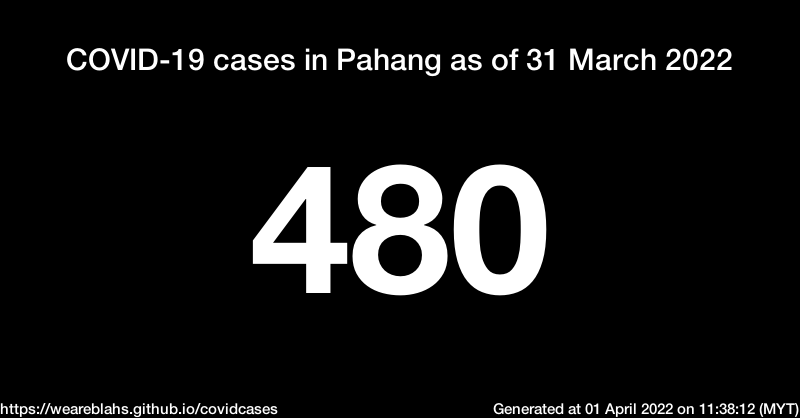 COVID-19 cases in Pahang as of 31 March 2022
480
https://weareblahs.github.io/covidcases
Generated at 01 April 2022 on 11:38:12 (MYT)